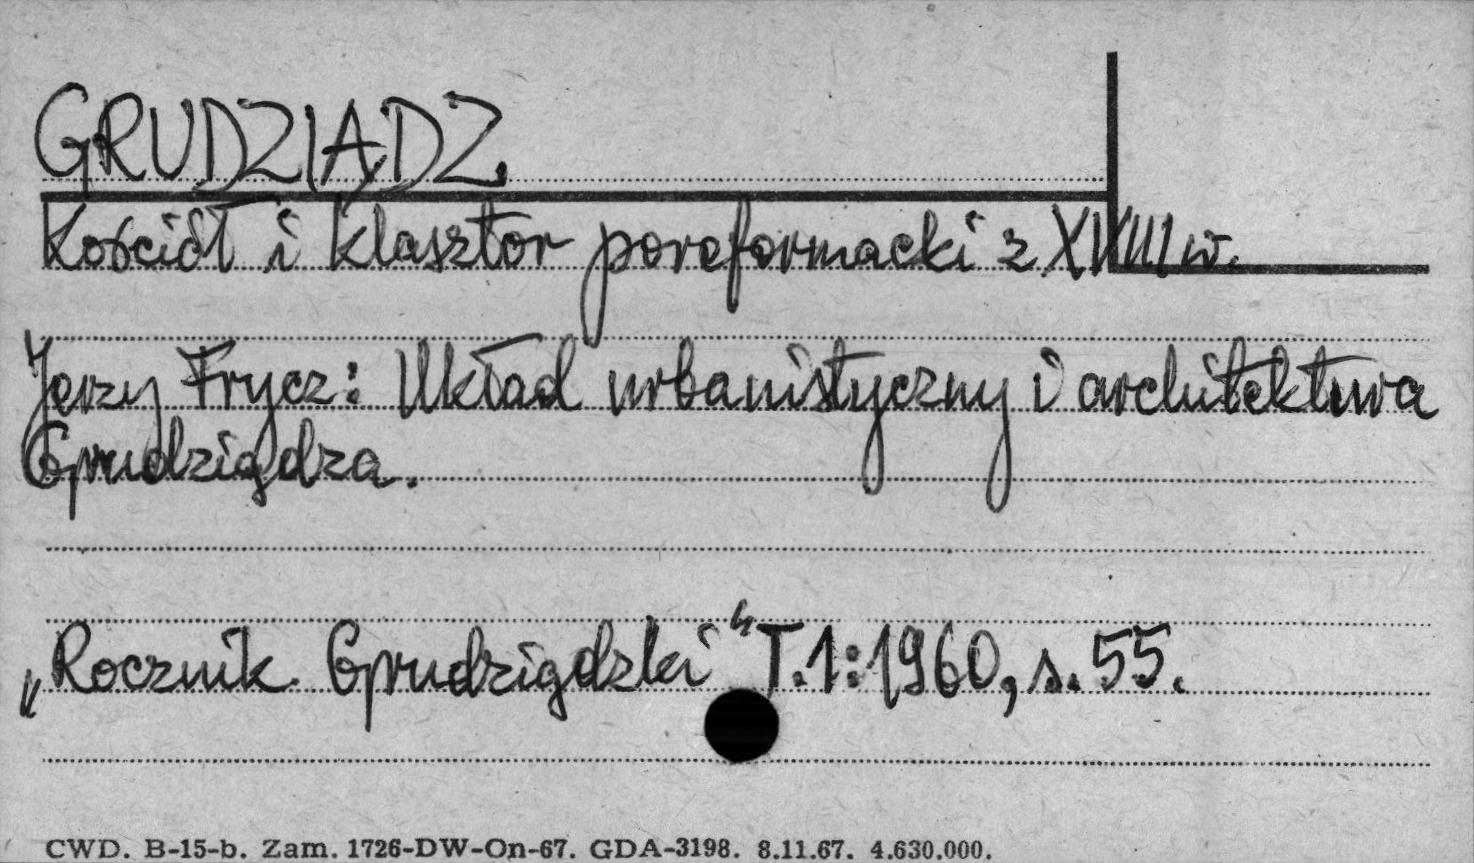 GRUDZIĄDZ.
Kościół i klasztor poreformacki z XVIII w.
Jerzy Frycz: Układ urbanistyczny i architektura
Grudziądza.
„Rocznik Grudziądzki" T.1:1960, s. 55.
CWD. B-15-b. Zam. 1726-DW-On-67. GDA-3198. 8.11.67. 4.630.000.